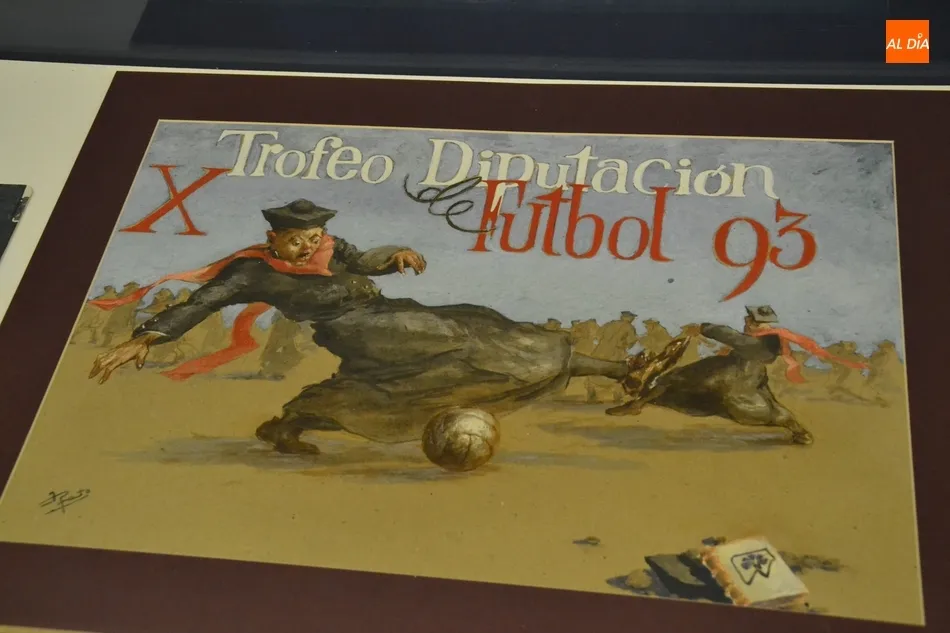 AL DÍA
Trofeo Diputación
X de Futbol 93